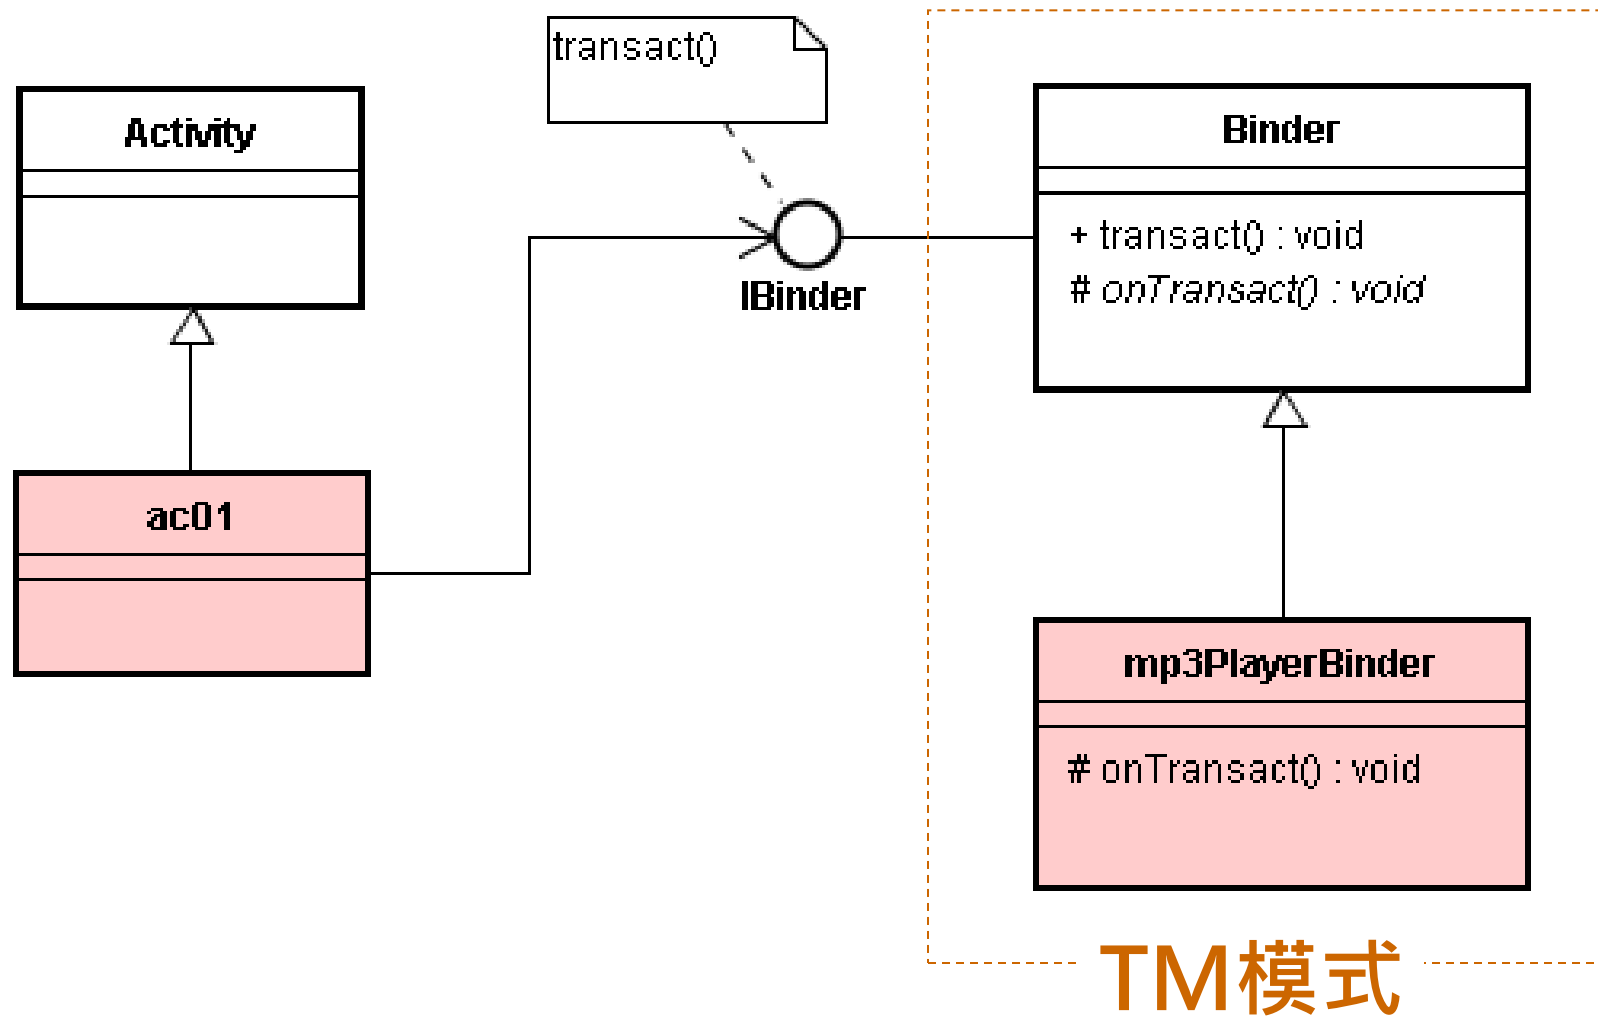 transact()
Activity
Binder
+ transact() : void
# onTransact() : void
IBinder
ac01
mp3PlayerBinder
# onTransact() : void
TM模式